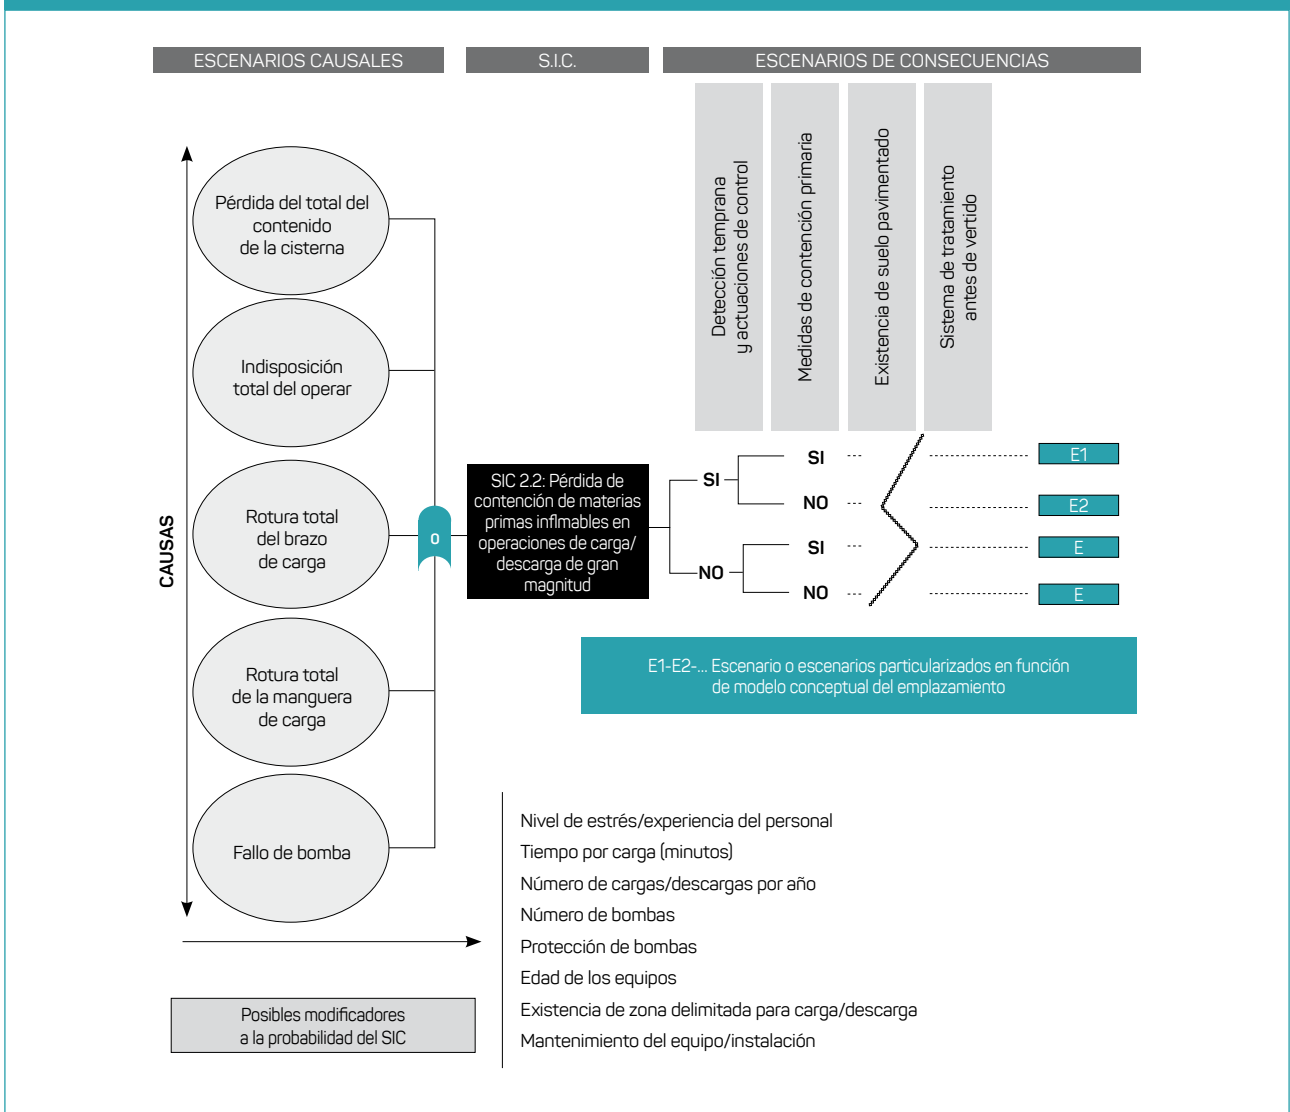 ESCENARIOS CAUSALES
S.I.C.
ESCENARIOS DE CONSECUENCIAS
Detección temprana
y actuaciones de control
Medidas de contención primaria
Existencia de suelo pavimentado
Sistema de tratamiento
antes de vertido
CAUSAS
Pérdida del total del
contenido
de la cisterna
Indisposición
total del operar
Rotura total
del brazo
de carga
Rotura total
de la manguera
de carga
Fallo de bomba
O
SIC 2.2: Pérdida de
contención de materias
primas inflmables en
operaciones de carga/
descarga de gran
magnitud
SI
NO
SI
NO
SI
NO
E1
E2
E
E
E1-E2-... Escenario o escenarios particularizados en función
de modelo conceptual del emplazamiento
Posibles modificadores
a la probabilidad del SIC
Nivel de estrés/experiencia del personal
Tiempo por carga (minutos)
Número de cargas/descargas por año
Número de bombas
Protección de bombas
Edad de los equipos
Existencia de zona delimitada para carga/descarga
Mantenimiento del equipo/instalación